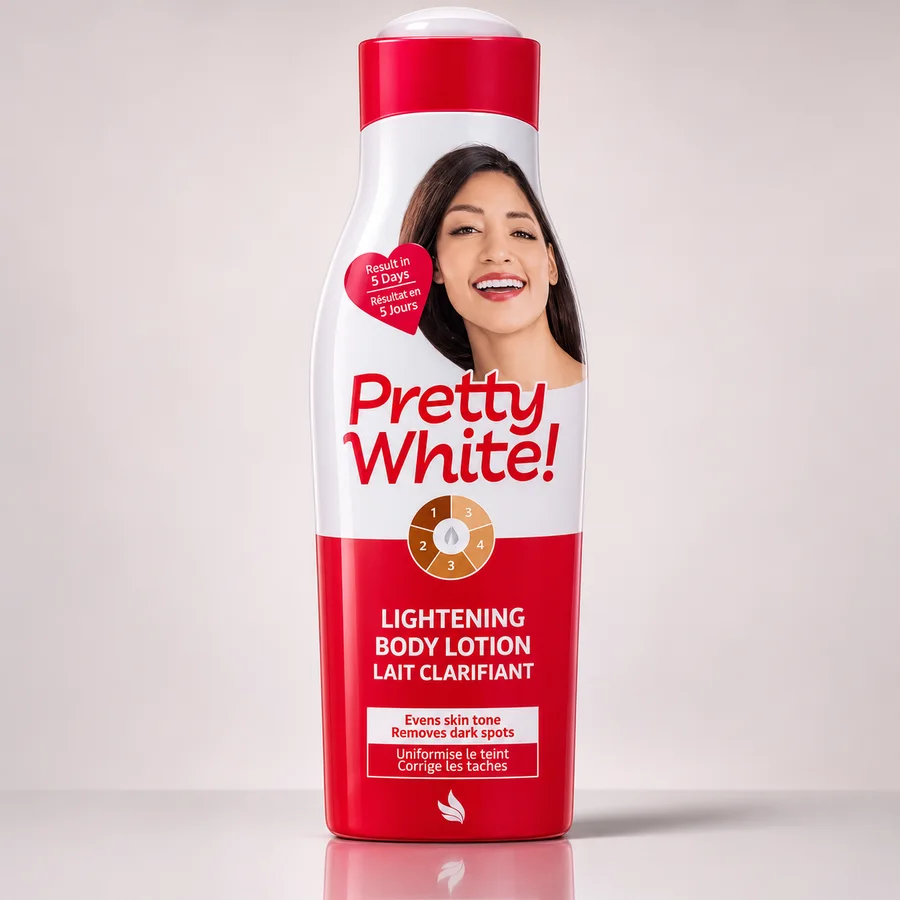 Result in
5 Days
Résultat en
5 Jours
Pretty
White!
1
3
2
4
3
LIGHTENING
BODY LOTION
LAIT CLARIFIANT
Evens skin tone
Removes dark spots
Uniformise le teint
Corrige les taches